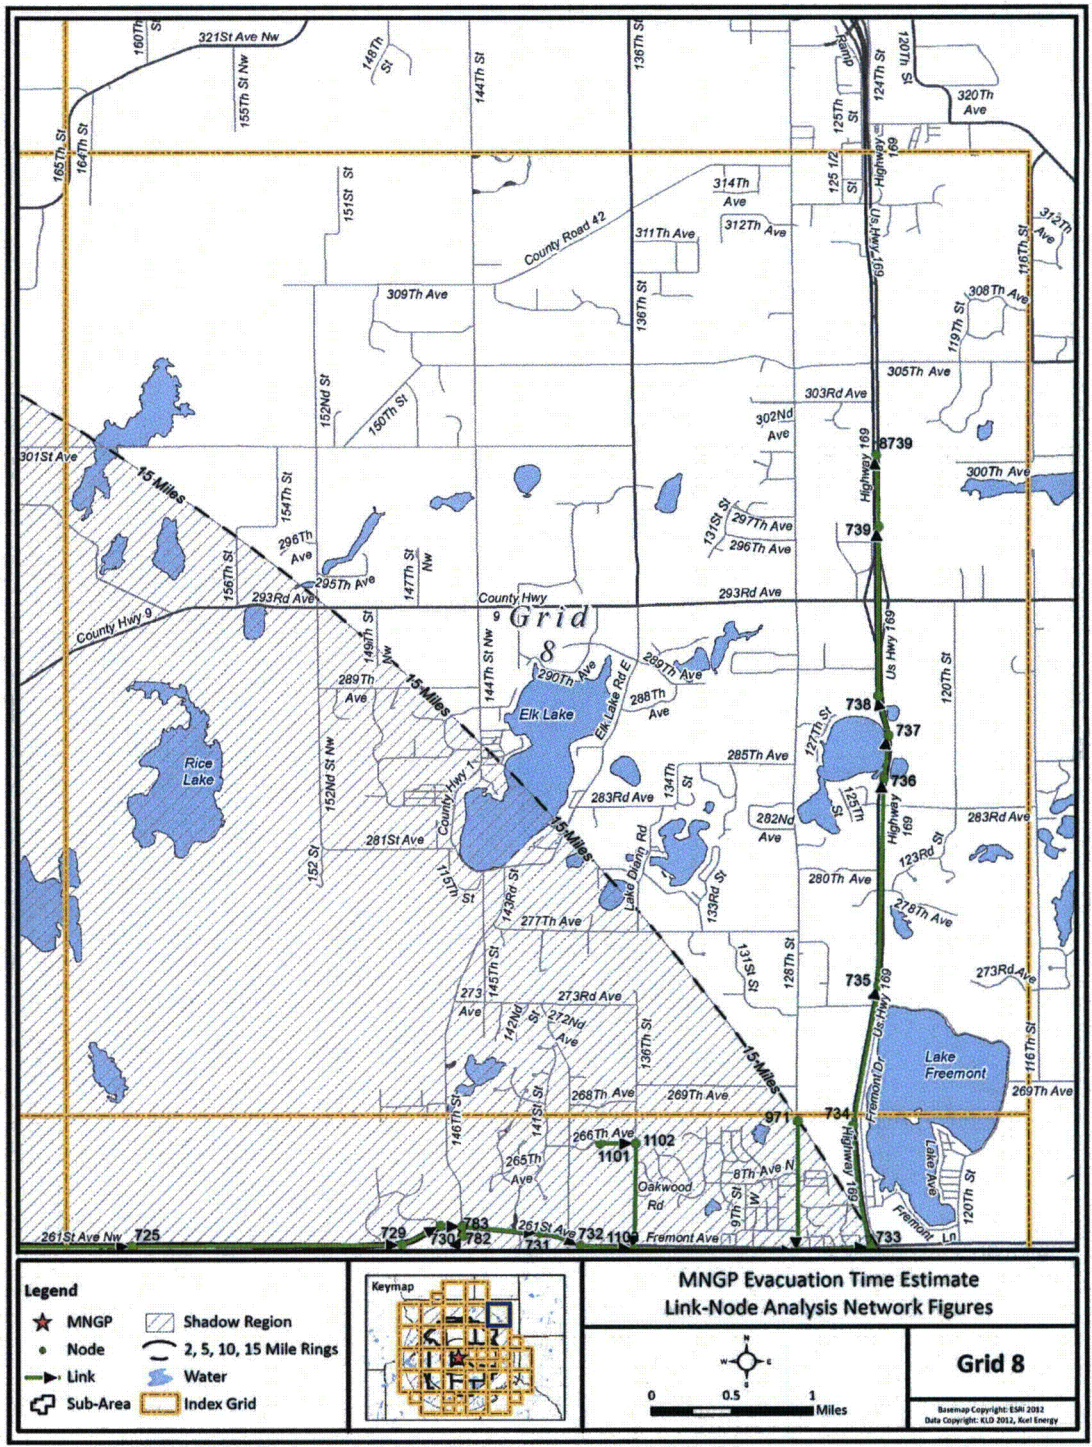 160Th St
321St Ave Nw
155Th St Nw
148Th St
144Th St
136Th St
Ramp
124Th St
120Th St
320Th Ave
125Th St
165Th St
164Th St
125 1/2 St
Highway 169
151St St
314Th Ave
312Th Ave
County Road 42
311Th Ave
Us Hwy 169
116Th St
312Th Ave
309Th Ave
136Th St
308Th Ave
119Th St
305Th Ave
152Nd St
150Th St
303Rd Ave
302Nd Ave
301St Ave
15 Miles
8739
Highway 169
300Th Ave
154Th St
131St St
297Th Ave
296Th Ave
739
296Th Ave
295Th Ave
156Th St
147Th St Nw
293Rd Ave
County Hwy 9
County Hwy 9
293Rd Ave
Grid 8
149Th St Nw
144Th St Nw
Us Hwy 169
120Th St
289Th Ave
290Th Ave
289Th Ave
288Th Ave
Elk Lake Rd E
15 Miles
Elk Lake
738
737
127Th St
285Th Ave
Rice Lake
152Nd St Nw
County Hwy 1
134Th St
283Rd Ave
736
125Th St
Highway 169
282Nd Ave
283Rd Ave
281St Ave
15 Miles
Lake Diann Rd
123Rd St
152 St
115Th St
143Rd St
133Rd St
280Th Ave
278Th Ave
277Th Ave
145Th St
131St St
128Th St
735
Us Hwy 169
273Rd Ave
273 Ave
273Rd Ave
142Nd St
272Nd Ave
136Th St
15 Miles
Lake Freemont
116Th St
Fremont Dr
268Th Ave
269Th Ave
269Th Ave
146Th St
141St St
971
734
266Th Ave
1102
1101
265Th Ave
8Th Ave N
Highway 169
Lake Ave
120Th St
Oakwood Rd
9Th St W
Fremont Ln
261St Ave Nw
725
729
730
783
782
261St Ave
731
732
1103
Fremont Ave
733
Legend
MNGP
Node
Link
Sub-Area
Shadow Region
2, 5, 10, 15 Mile Rings
Water
Index Grid
Keymap
MNGP Evacuation Time Estimate
Link-Node Analysis Network Figures
N
W
E
S
0 0.5 1
Miles
Grid 8
Basemap Copyright: ESRI 2012
Data Copyright: KLD 2012, Xcel Energy